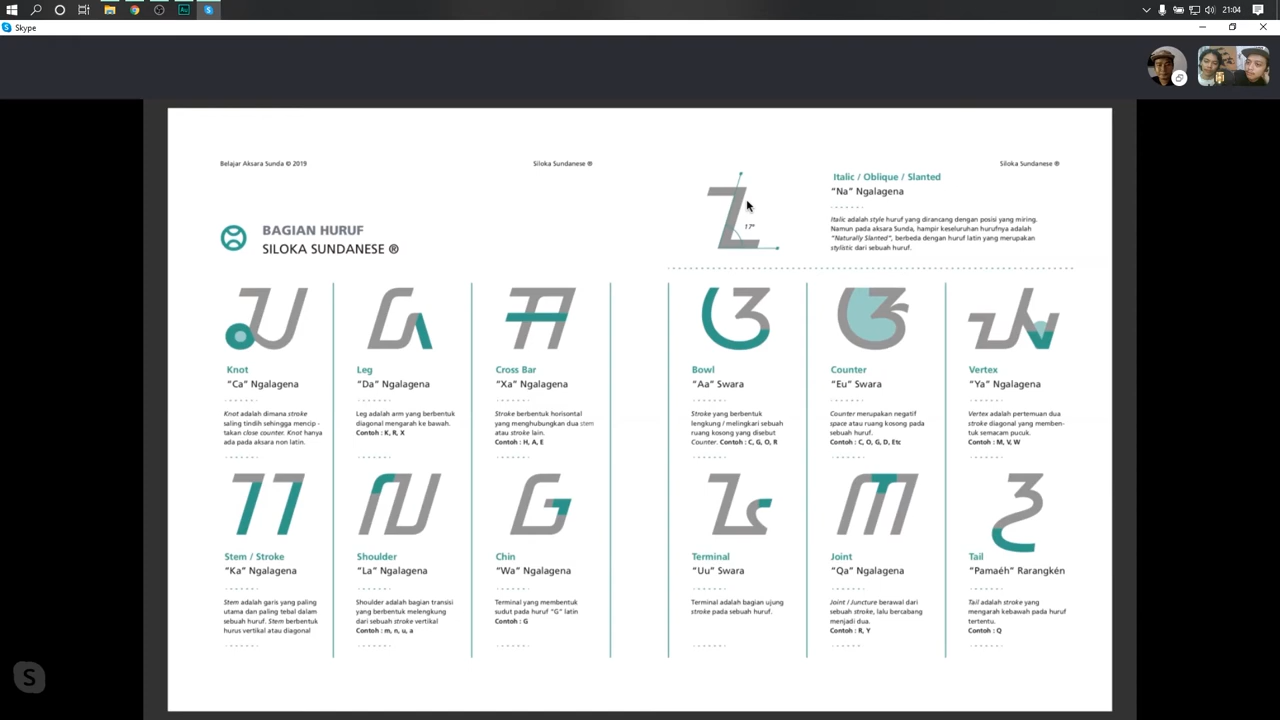 21:04
Skype
Belajar Aksara Sunda © 2019
Siloka Sundanese ®
Siloka Sundanese ®
BAGIAN HURUF
SILOKA SUNDANESE ®
17°
Italic / Oblique / Slanted
“Na” Ngalagena
Italic adalah style huruf yang dirancang dengan posisi yang miring.
Namun pada aksara Sunda, hampir keseluruhan hurufnya adalah
“Naturally Slanted”, berbeda dengan huruf latin yang merupakan
stylistic dari sebuah huruf.
Knot
“Ca” Ngalagena
Knot adalah dimana stroke
saling tindih sehingga mencip -
takan close counter. Knot hanya
ada pada aksara non latin.
Leg
“Da” Ngalagena
Leg adalah arm yang berbentuk
diagonal mengarah ke bawah.
Contoh : K, R, X
Cross Bar
“Xa” Ngalagena
Stroke berbentuk horisontal
yang menghubungkan dua stem
atau stroke lain.
Contoh : H, A, E
Bowl
“Aa” Swara
Stroke yang berbentuk
lengkung / melingkari sebuah
ruang kosong yang disebut
Counter. Contoh : C, G, O, R
Counter
“Eu” Swara
Counter merupakan negatif
space atau ruang kosong pada
sebuah huruf.
Contoh : C, O, G, D, Etc
Vertex
“Ya” Ngalagena
Vertex adalah pertemuan dua
stroke diagonal yang memben-
tuk semacam pucuk.
Contoh : M, V, W
Stem / Stroke
“Ka” Ngalagena
Stem adalah garis yang paling
utama dan paling tebal dalam
sebuah huruf. Stem berbentuk
hurus vertikal atau diagonal
Shoulder
“La” Ngalagena
Shoulder adalah bagian transisi
yang berbentuk melengkung
dari sebuah stroke vertikal
Contoh : m, n, u, a
Chin
“Wa” Ngalagena
Terminal yang membentuk
sudut pada huruf “G” latin
Contoh : G
Terminal
“Uu” Swara
Terminal adalah bagian ujung
stroke pada sebuah huruf.
Joint
“Qa” Ngalagena
Joint / Juncture berawal dari
sebuah stroke, lalu bercabang
menjadi dua.
Contoh : R, Y
Tail
“Pamaéh” Rarangkén
Tail adalah stroke yang
mengarah kebawah pada huruf
tertentu.
Contoh : Q